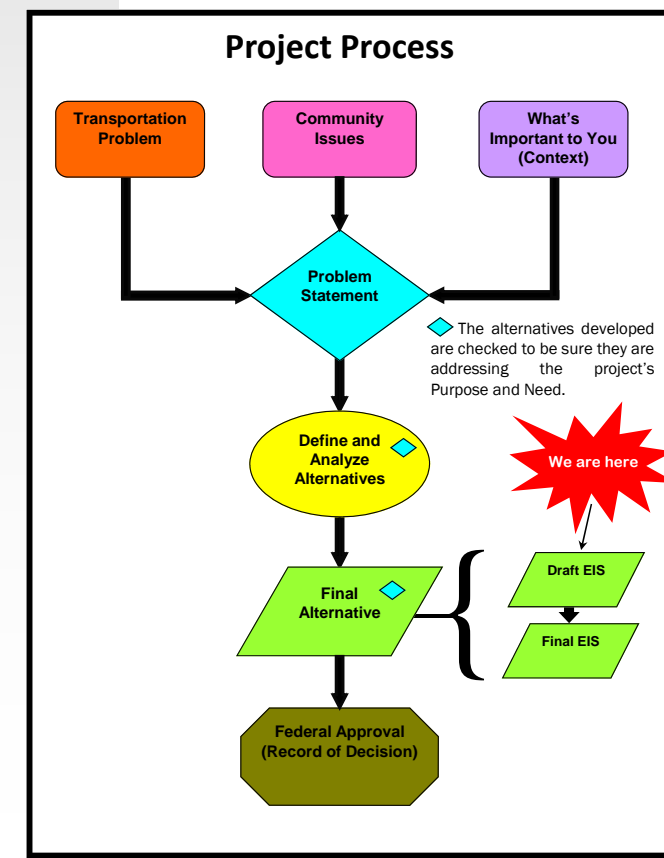 Project Process
Transportation
Problem
Community
Issues
What's
Important to You
(Context)
Problem
Statement
The alternatives developed
are checked to be sure they are
addressing the project's
Purpose and Need.
Define and
Analyze
Alternatives
We are here
Final
Alternative
Draft EIS
Final EIS
Federal Approval
(Record of Decision)